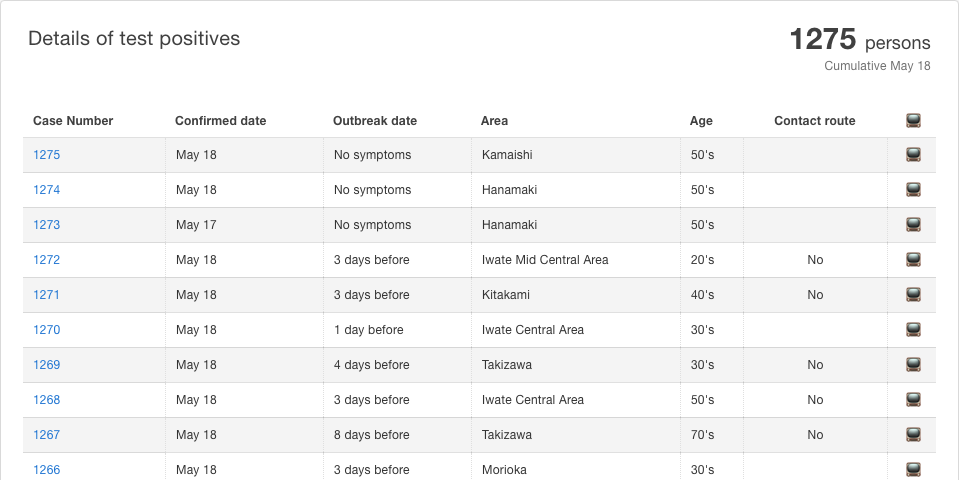 Details of test positives
1275 persons
Cumulative May 18
Case Number Confirmed date Outbreak date Area Age Contact route
1275 May 18 No symptoms Kamaishi 50's
1274 May 18 No symptoms Hanamaki 50's
1273 May 17 No symptoms Hanamaki 50's
1272 May 18 3 days before Iwate Mid Central Area 20's No
1271 May 18 3 days before Kitakami 40's No
1270 May 18 1 day before Iwate Central Area 30's
1269 May 18 4 days before Takizawa 30's No
1268 May 18 3 days before Iwate Central Area 50's No
1267 May 18 8 days before Takizawa 70's No
1266 May 18 3 days before Morioka 30's